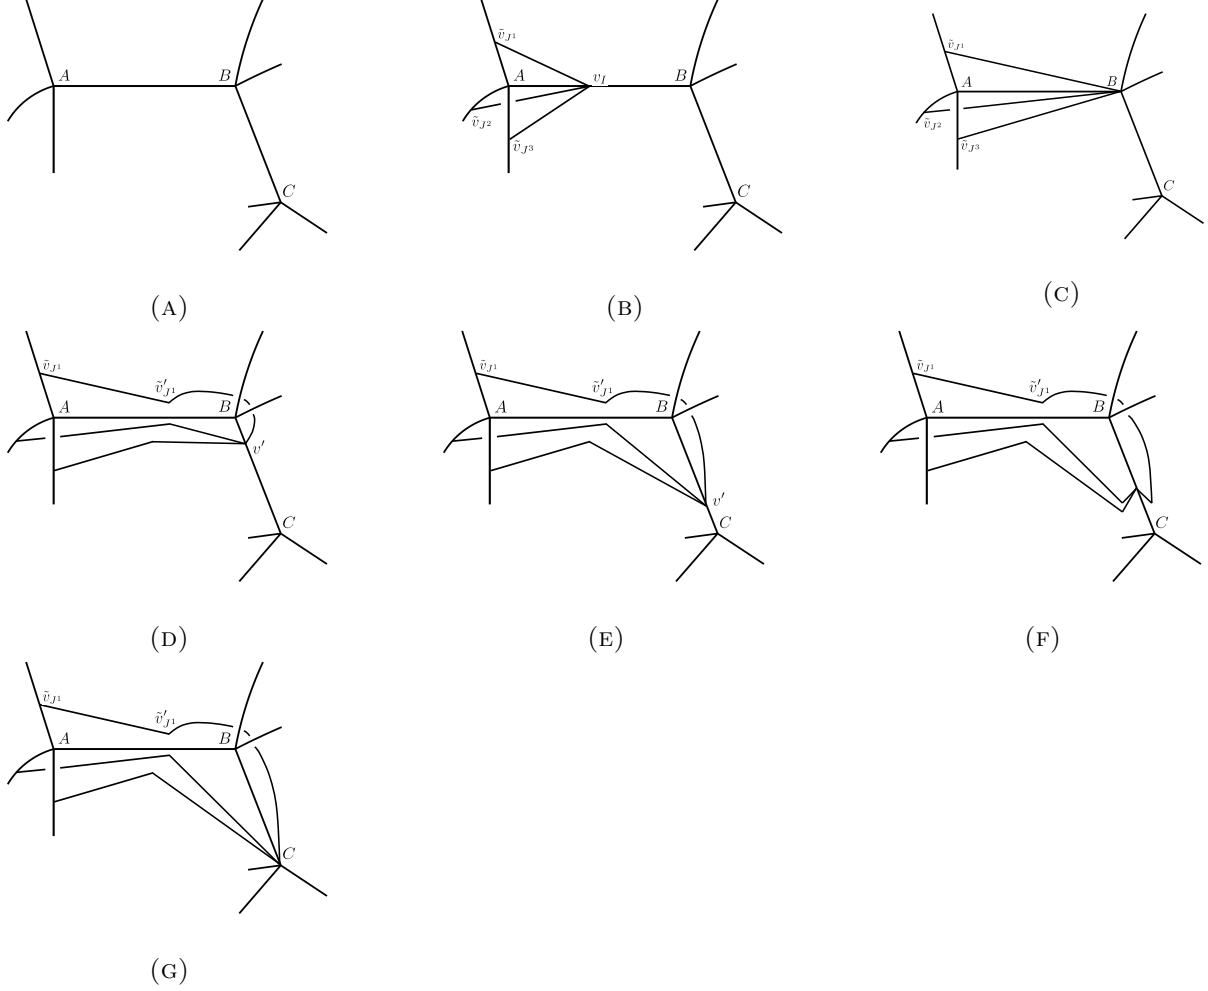 A B C
(A)
ṽ_{J^1} A v_I B ṽ_{J^2} ṽ_{J^3} C
(B)
ṽ_{J^1} A B ṽ_{J^2} ṽ_{J^3} C
(C)
ṽ_{J^1} ṽ'_{J^1} A B v' C
(D)
ṽ_{J^1} ṽ'_{J^1} A B v' C
(E)
ṽ_{J^1} ṽ'_{J^1} A B C
(F)
ṽ_{J^1} ṽ'_{J^1} A B C
(G)